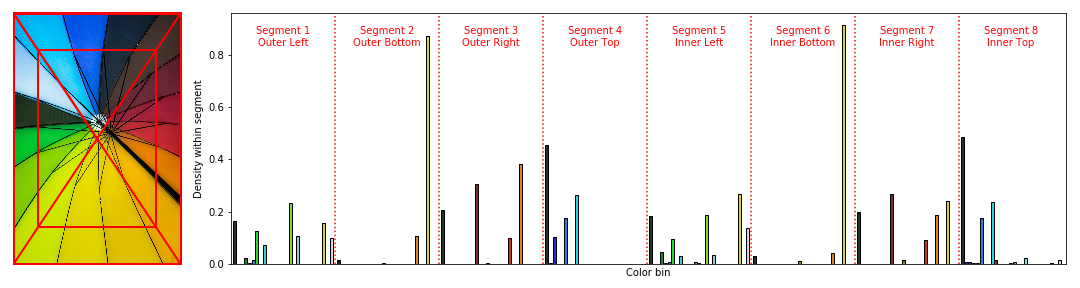 Segment 1
Outer Left
Segment 2
Outer Bottom
Segment 3
Outer Right
Segment 4
Outer Top
Segment 5
Inner Left
Segment 6
Inner Bottom
Segment 7
Inner Right
Segment 8
Inner Top
0.8
0.6
0.4
0.2
0.0
Density within segment
Color bin